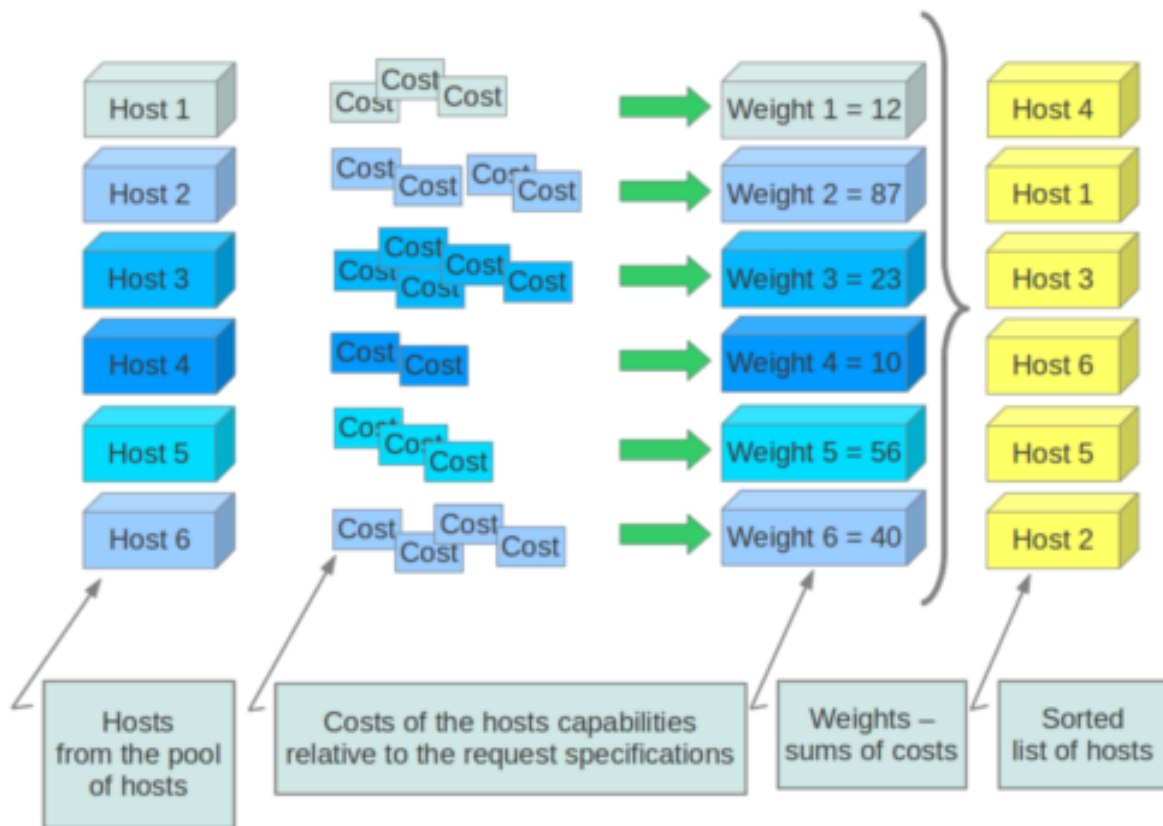 Host 1
Cost
Cost
Cost
Weight 1 = 12
Host 4
Host 2
Cost
Cost
Cost
Cost
Weight 2 = 87
Host 1
Host 3
Cost
Cost
Cost
Cost
Cost
Weight 3 = 23
Host 3
Host 4
Cost
Cost
Weight 4 = 10
Host 6
Host 5
Cost
Cost
Cost
Weight 5 = 56
Host 5
Host 6
Cost
Cost
Cost
Cost
Weight 6 = 40
Host 2
Hosts
from the pool
of hosts
Costs of the hosts capabilities
relative to the request specifications
Weights –
sums of costs
Sorted
list of hosts